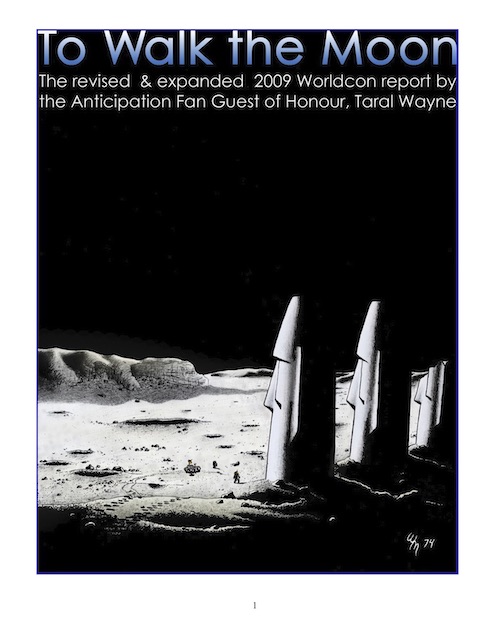 To Walk the Moon
The revised & expanded 2009 Worldcon report by
the Anticipation Fan Guest of Honour, Taral Wayne
74
1